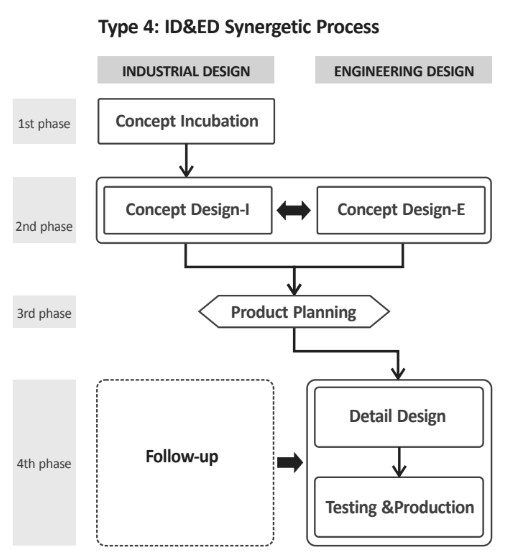 Type 4: ID&ED Synergetic Process
INDUSTRIAL DESIGN
ENGINEERING DESIGN
1st phase
Concept Incubation
2nd phase
Concept Design-I
Concept Design-E
3rd phase
Product Planning
4th phase
Follow-up
Detail Design
Testing &Production